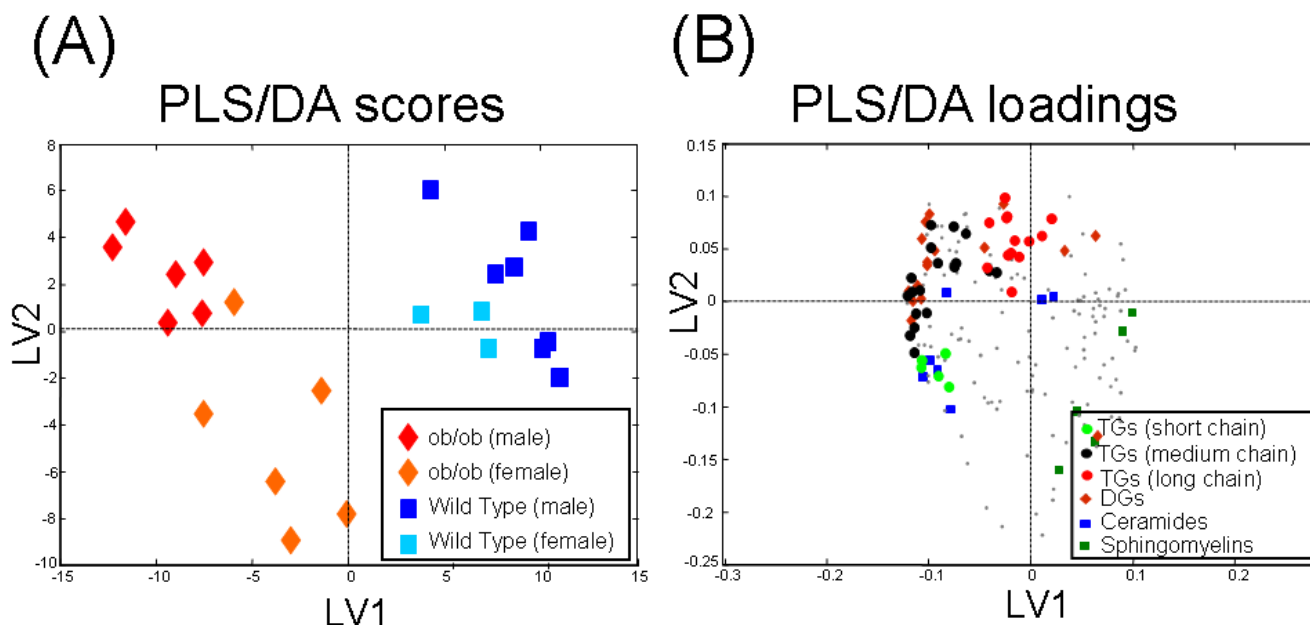 (A)
PLS/DA scores
8
6
4
2
0
-2
-4
-6
-8
-10
-15
-10
-5
0
5
10
15
LV2
LV1
ob/ob (male)
ob/ob (female)
Wild Type (male)
Wild Type (female)
(B)
PLS/DA loadings
0.15
0.1
0.05
0
-0.05
-0.1
-0.15
-0.2
-0.25
-0.3
-0.2
-0.1
0
0.1
0.2
LV2
LV1
TGs (short chain)
TGs (medium chain)
TGs (long chain)
DGs
Ceramides
Sphingomyelins